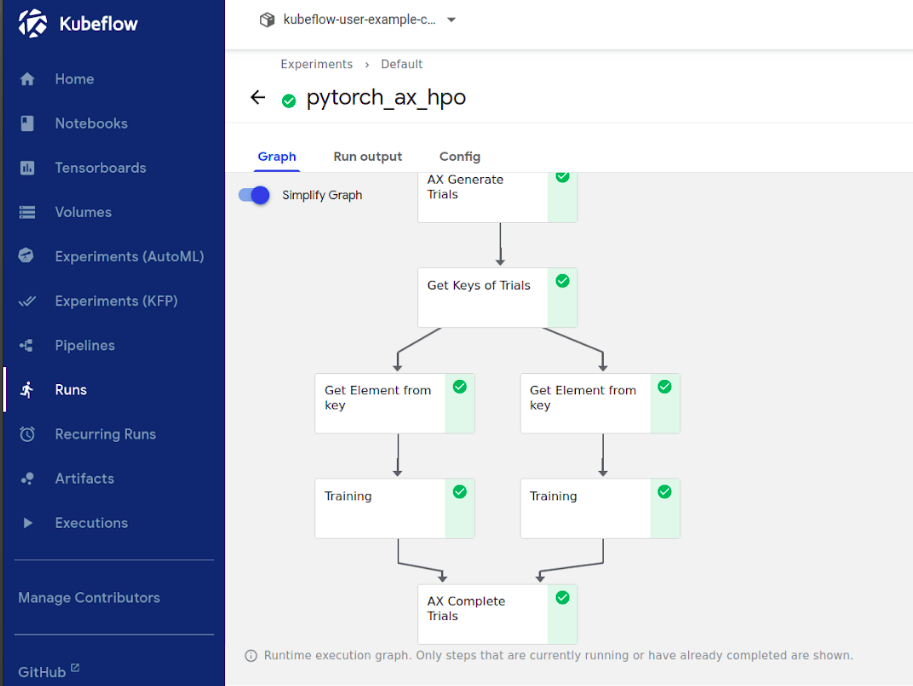 Kubeflow
Home
Notebooks
Tensorboards
Volumes
Experiments (AutoML)
Experiments (KFP)
Pipelines
Runs
Recurring Runs
Artifacts
Executions
Manage Contributors
GitHub
kubeflow-user-example-c...
Experiments > Default
pytorch_ax_hpo
Graph Run output Config
Simplify Graph
AX Generate
Trials
Get Keys of Trials
Get Element from
key
Get Element from
key
Training
Training
AX Complete
Trials
Runtime execution graph. Only steps that are currently running or have already completed are shown.